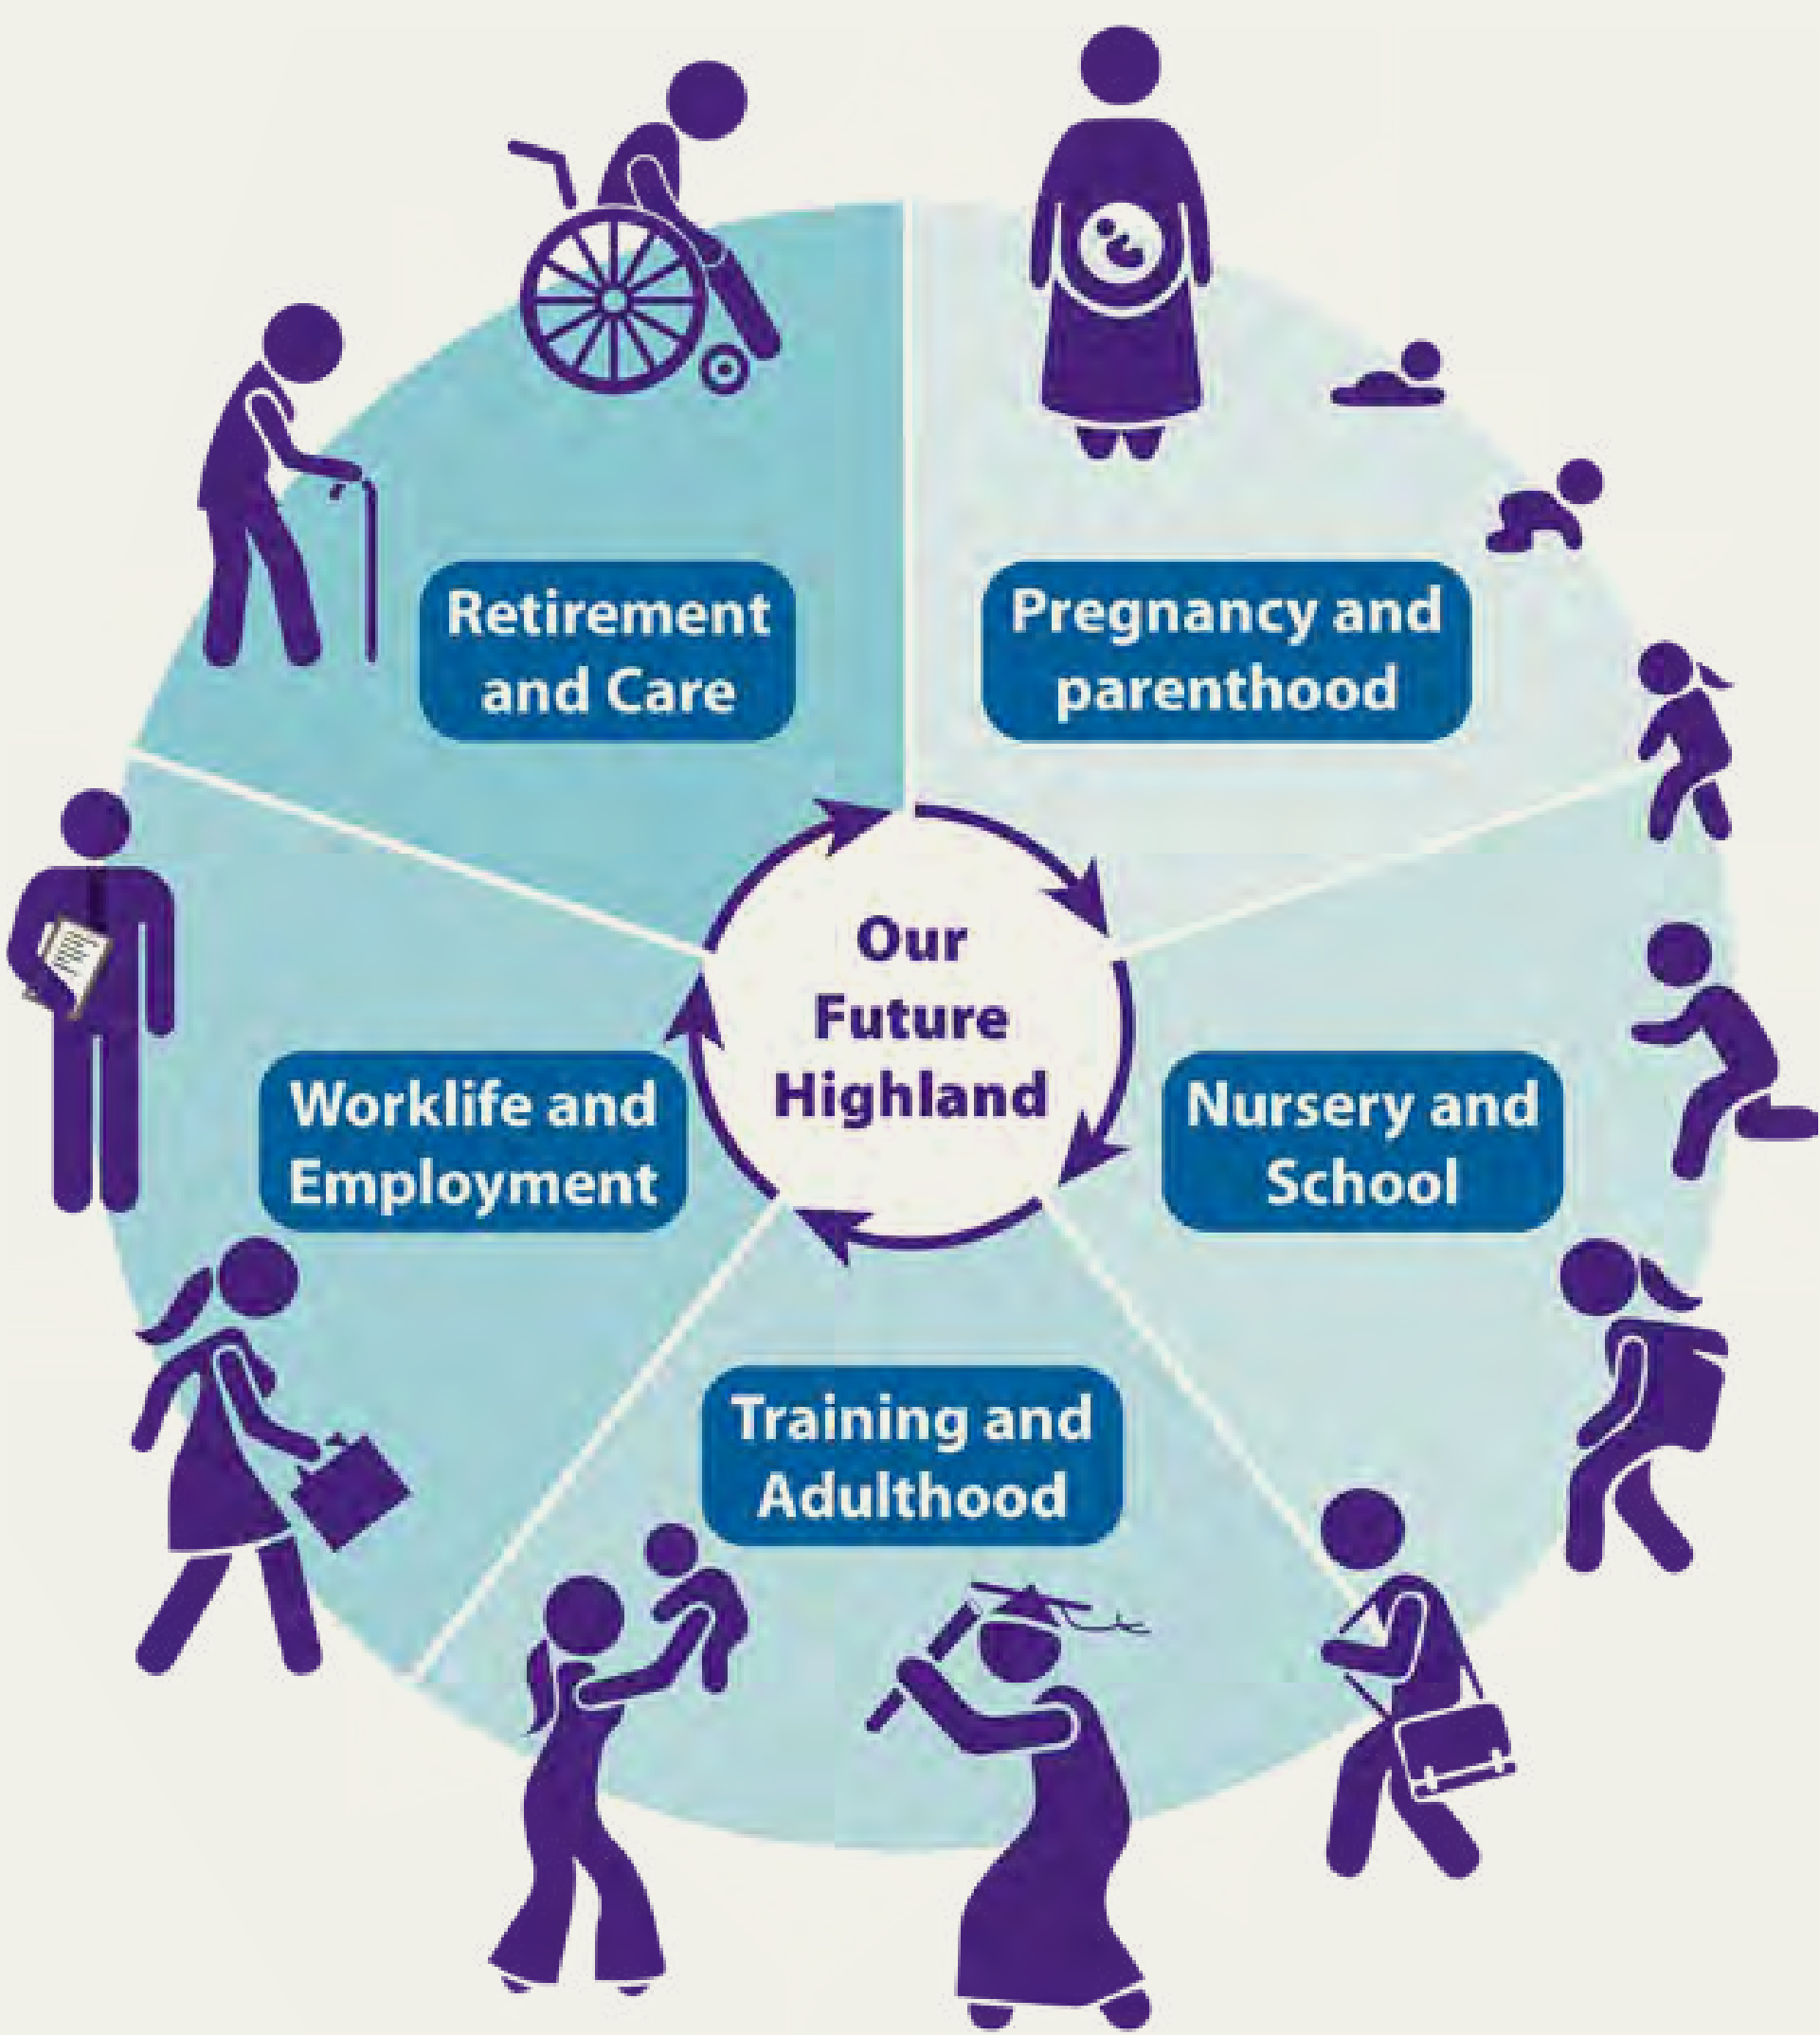 Retirement
and Care
Pregnancy and
parenthood
Our
Future
Highland
Worklife and
Employment
Nursery and
School
Training and
Adulthood